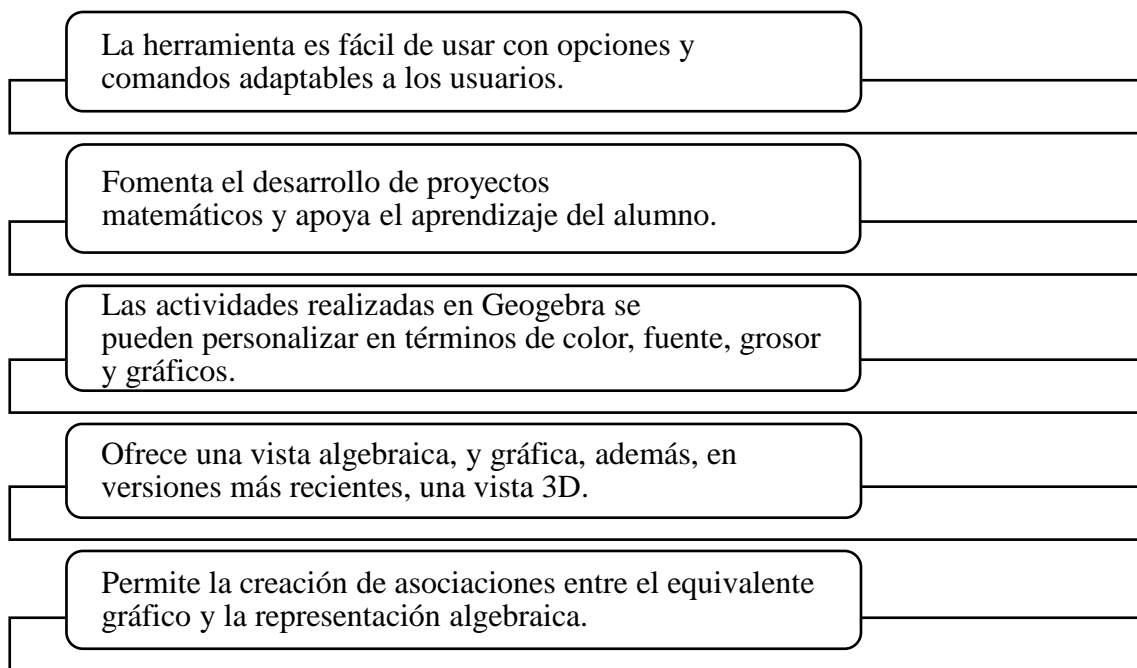 La herramienta es fácil de usar con opciones y
comandos adaptables a los usuarios.
Fomenta el desarrollo de proyectos
matemáticos y apoya el aprendizaje del alumno.
Las actividades realizadas en Geogebra se
pueden personalizar en términos de color, fuente, grosor
y gráficos.
Ofrece una vista algebraica, y gráfica, además, en
versiones más recientes, una vista 3D.
Permite la creación de asociaciones entre el equivalente
gráfico y la representación algebraica.